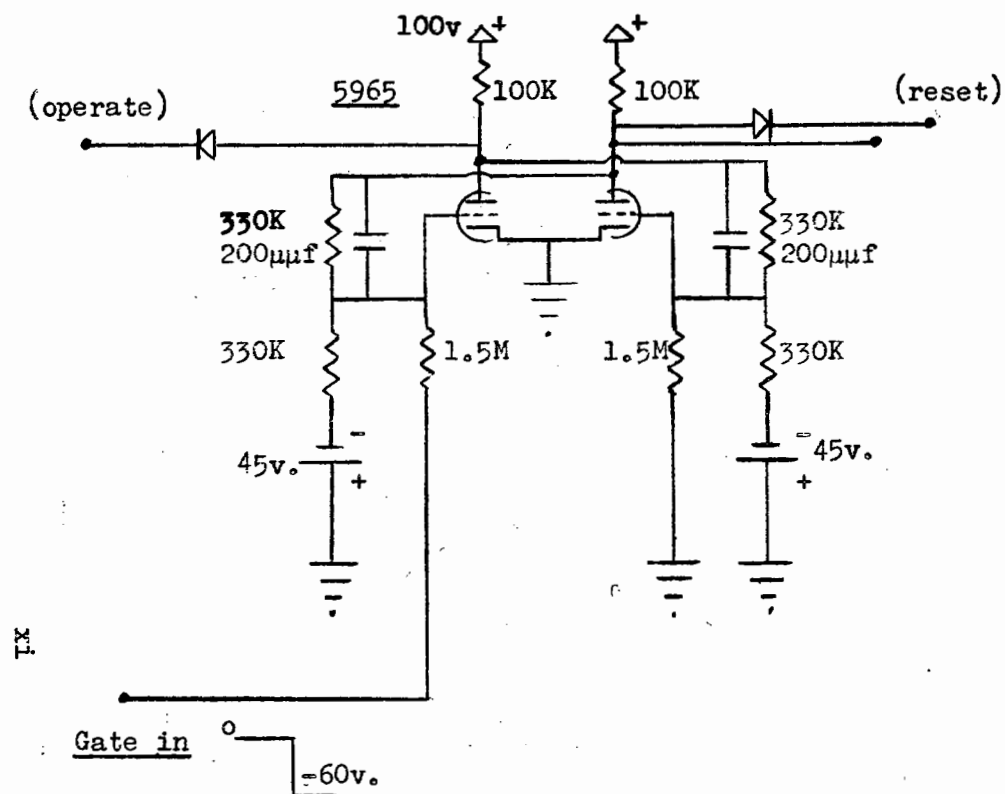 100v +
+
5965
100K
100K
(operate)
(reset)
330K
200μμf
330K
200μμf
330K
1.5M
1.5M
330K
-
45v.
+
-
45v.
+
xi
Gate in
0
-60v.